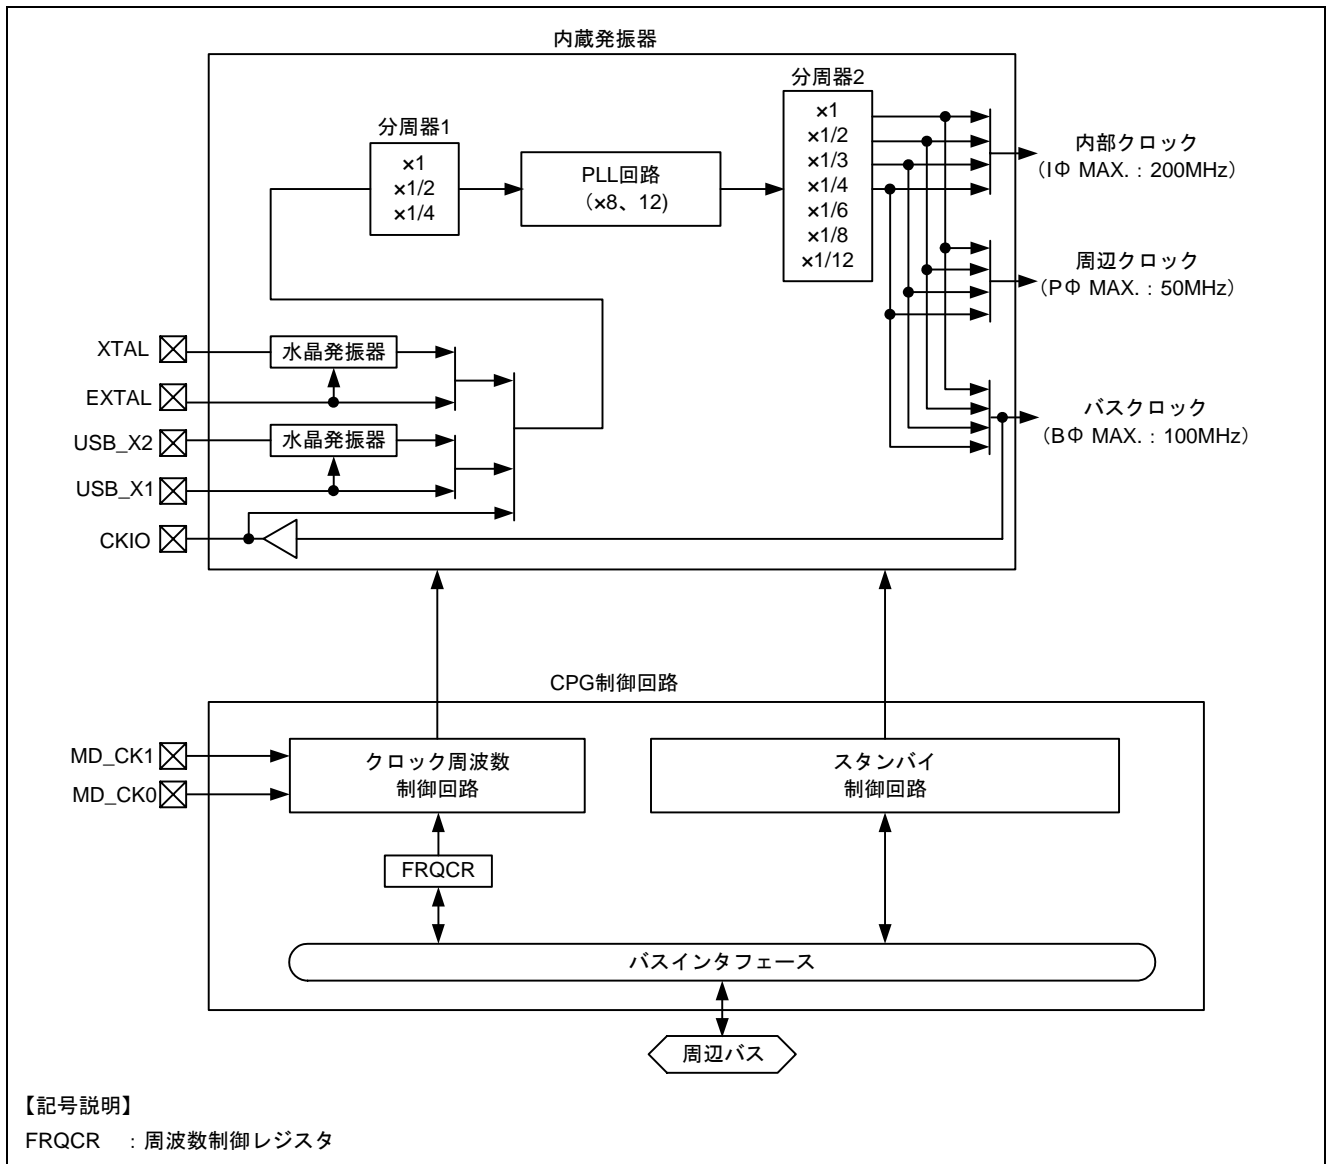 内蔵発振器
分周器1
×1
×1/2
×1/4
PLL回路
（×8、12)
分周器2
×1
×1/2
×1/3
×1/4
×1/6
×1/8
×1/12
内部クロック
（IΦ MAX.：200MHz）
周辺クロック
（PΦ MAX.：50MHz）
バスクロック
（BΦ MAX.：100MHz）
XTAL
水晶発振器
EXTAL
USB_X2
水晶発振器
USB_X1
CKIO
CPG制御回路
MD_CK1
MD_CK0
クロック周波数
制御回路
スタンバイ
制御回路
FRQCR
バスインタフェース
周辺バス
【記号説明】
FRQCR ：周波数制御レジスタ